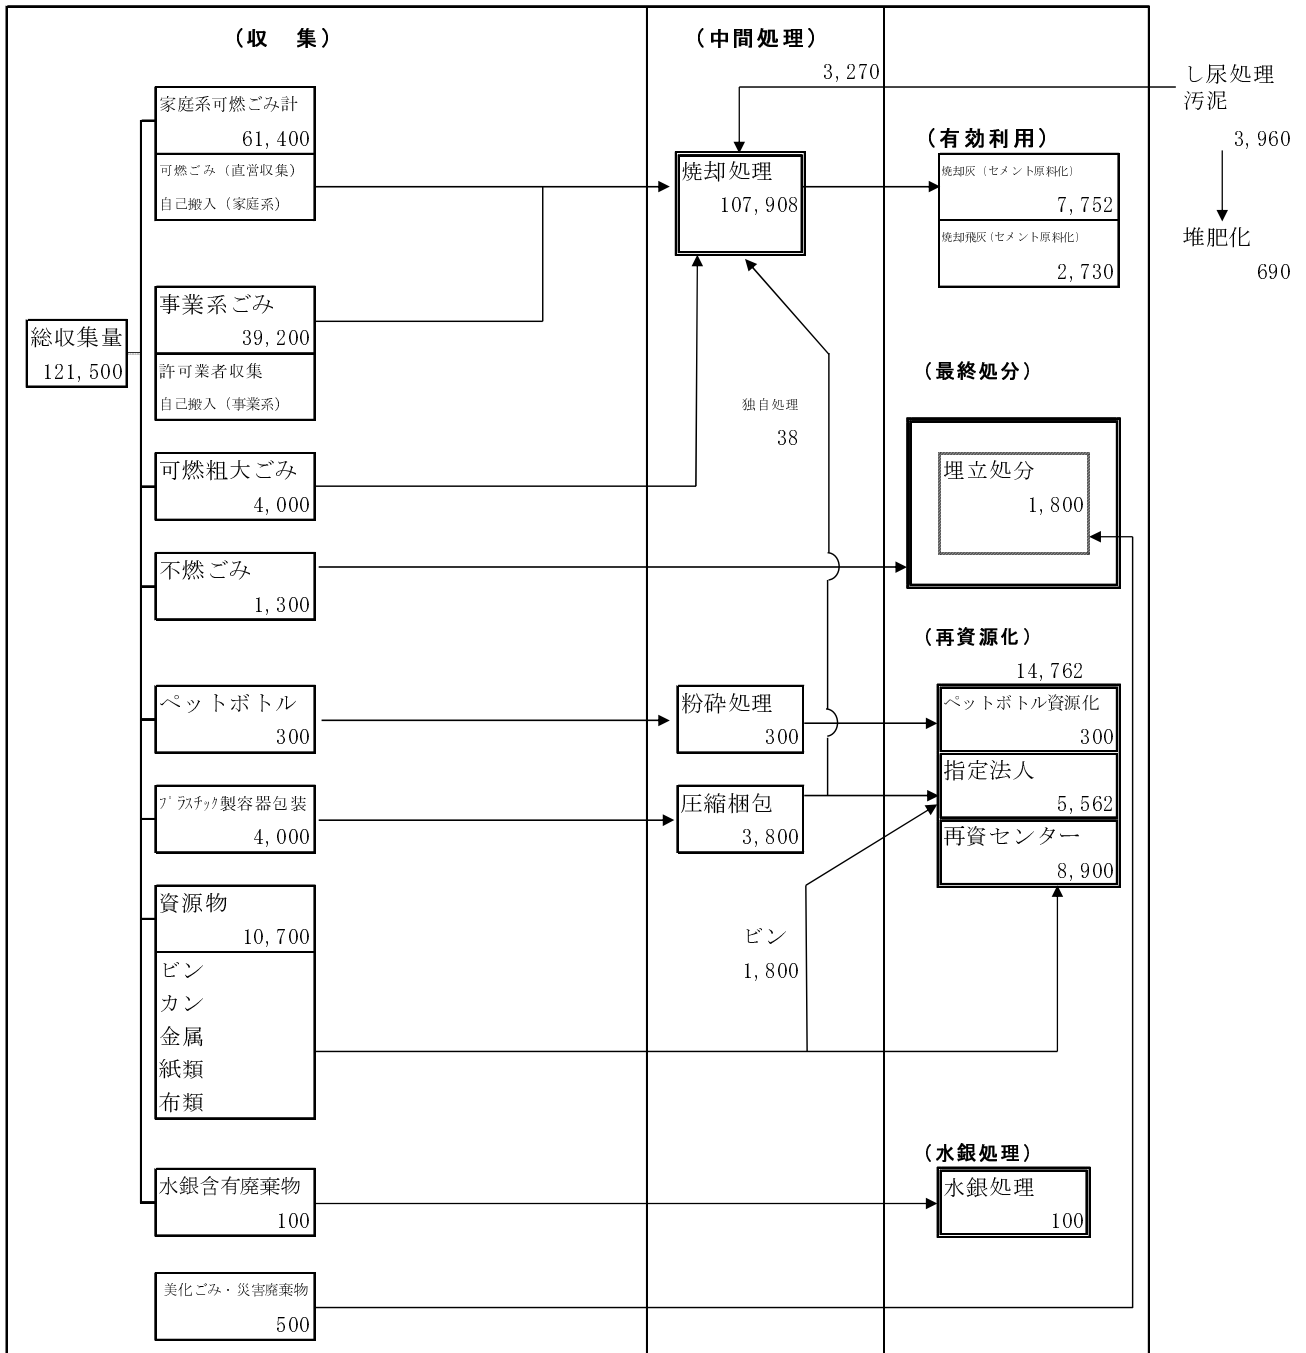 （収　集）
（中間処理）
3,270
し尿処理
汚泥
3,960
堆肥化
690
総収集量
121,500
家庭系可燃ごみ計
61,400
可燃ごみ（直営収集）
自己搬入（家庭系）
事業系ごみ
39,200
許可業者収集
自己搬入（事業系）
可燃粗大ごみ
4,000
不燃ごみ
1,300
ペットボトル
300
ﾌﾟﾗｽﾁｯｸ製容器包装
4,000
資源物
10,700
ビン
カン
金属
紙類
布類
水銀含有廃棄物
100
美化ごみ・災害廃棄物
500
焼却処理
107,908
独自処理
38
粉砕処理
300
圧縮梱包
3,800
ビン
1,800
（有効利用）
焼却灰（セメント原料化）
7,752
焼却飛灰（セメント原料化）
2,730
（最終処分）
埋立処分
1,800
（再資源化）
14,762
ペットボトル資源化
300
指定法人
5,562
再資センター
8,900
（水銀処理）
水銀処理
100